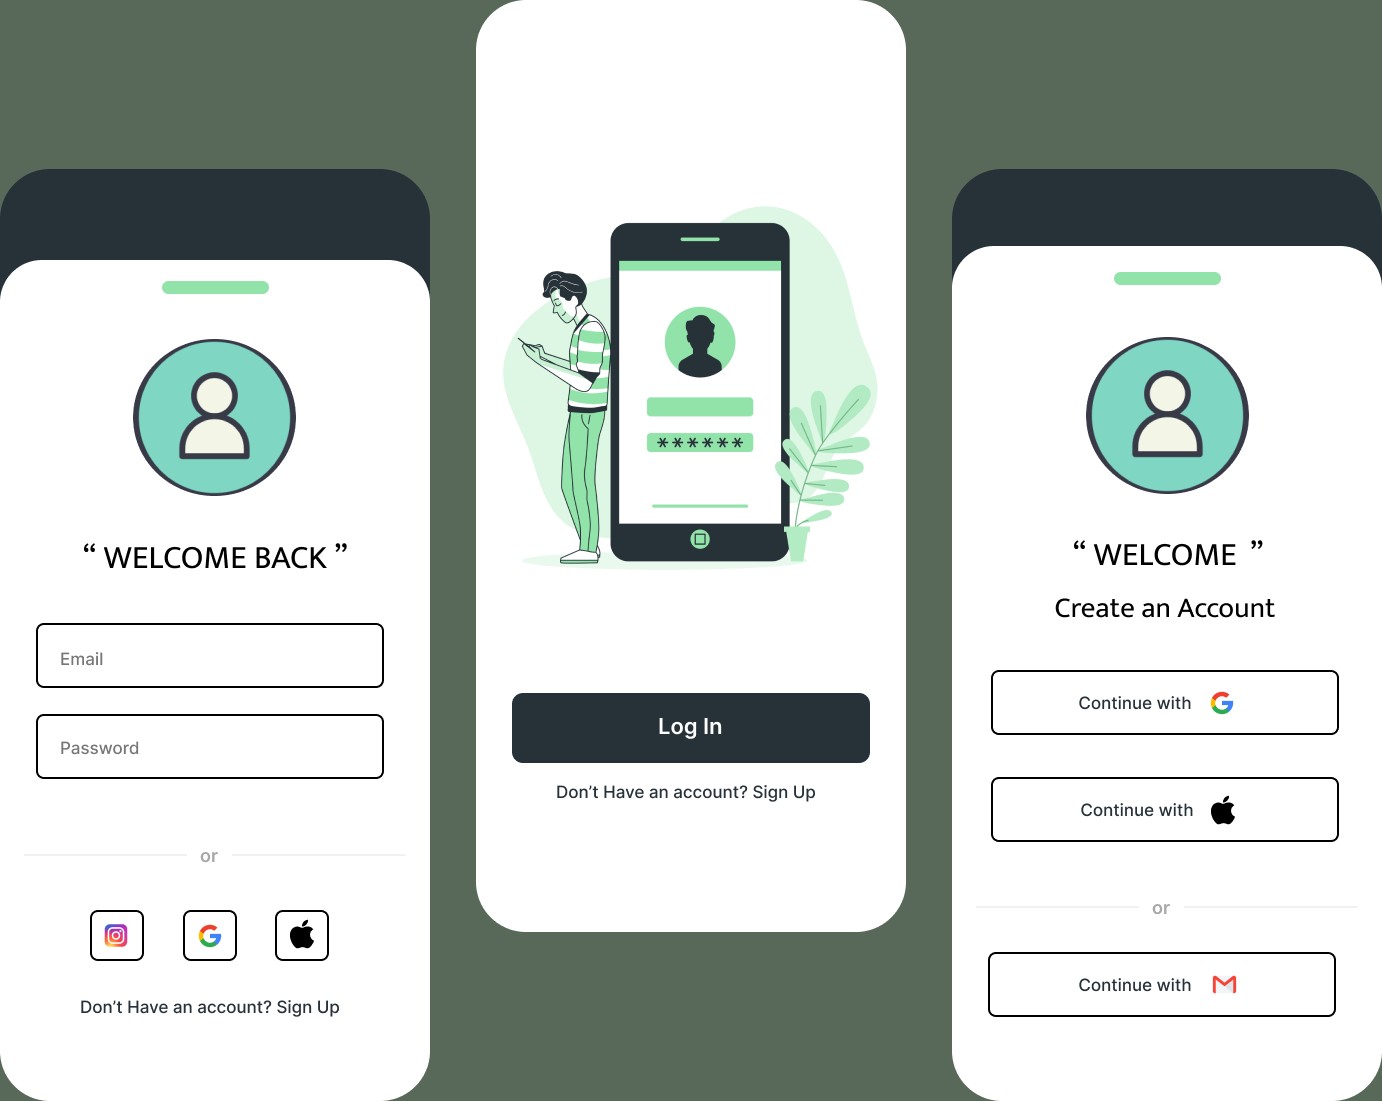 “ WELCOME BACK ”
Email
Password
or
Don’t Have an account? Sign Up
******
Log In
Don’t Have an account? Sign Up
“ WELCOME ”
Create an Account
Continue with
Continue with
or
Continue with